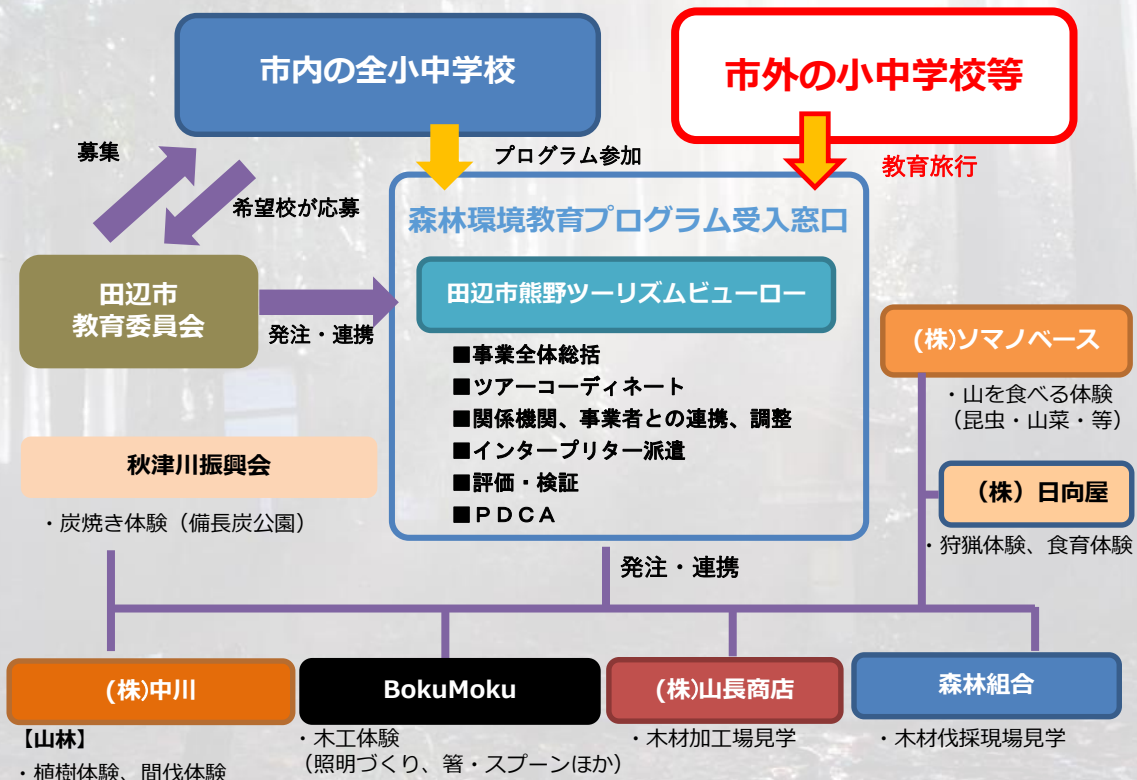 市内の全小中学校
市外の小中学校等
募集
プログラム参加
教育旅行
希望校が応募
森林環境教育プログラム受入窓口
田辺市
教育委員会
発注・連携
田辺市熊野ツーリズムビューロー
■事業全体総括
■ツアーコーディネート
■関係機関、事業者との連携、調整
■インタープリター派遣
■評価・検証
■ＰＤＣＡ
(株)ソマノベース
・山を食べる体験
（昆虫・山菜・等）
秋津川振興会
・炭焼き体験（備長炭公園）
（株）日向屋
・狩猟体験、食育体験
発注・連携
(株)中川
【山林】
・植樹体験、間伐体験
BokuMoku
・木工体験
（照明づくり、箸・スプーンほか）
(株)山長商店
・木材加工場見学
森林組合
・木材伐採現場見学